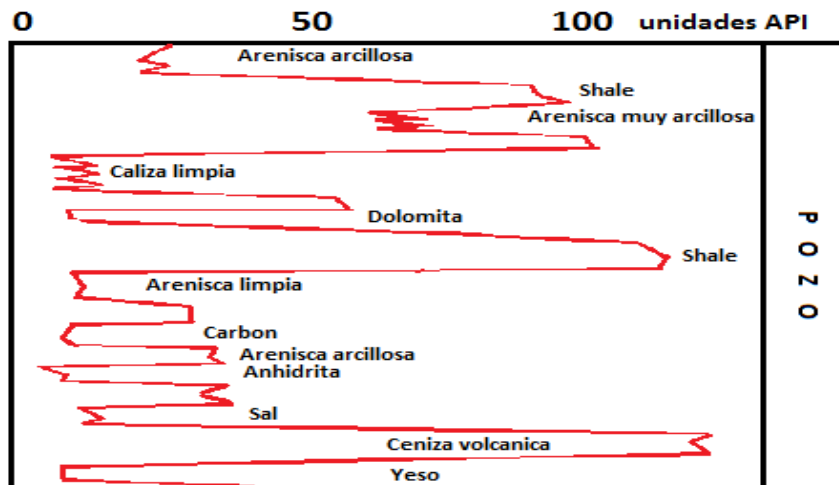 0 50 100 unidades API
Arenisca arcillosa
Shale
Arenisca muy arcillosa
Caliza limpia
Dolomita
Shale
Arenisca limpia
Carbon
Arenisca arcillosa
Anhidrita
Sal
Ceniza volcanica
Yeso
POZO